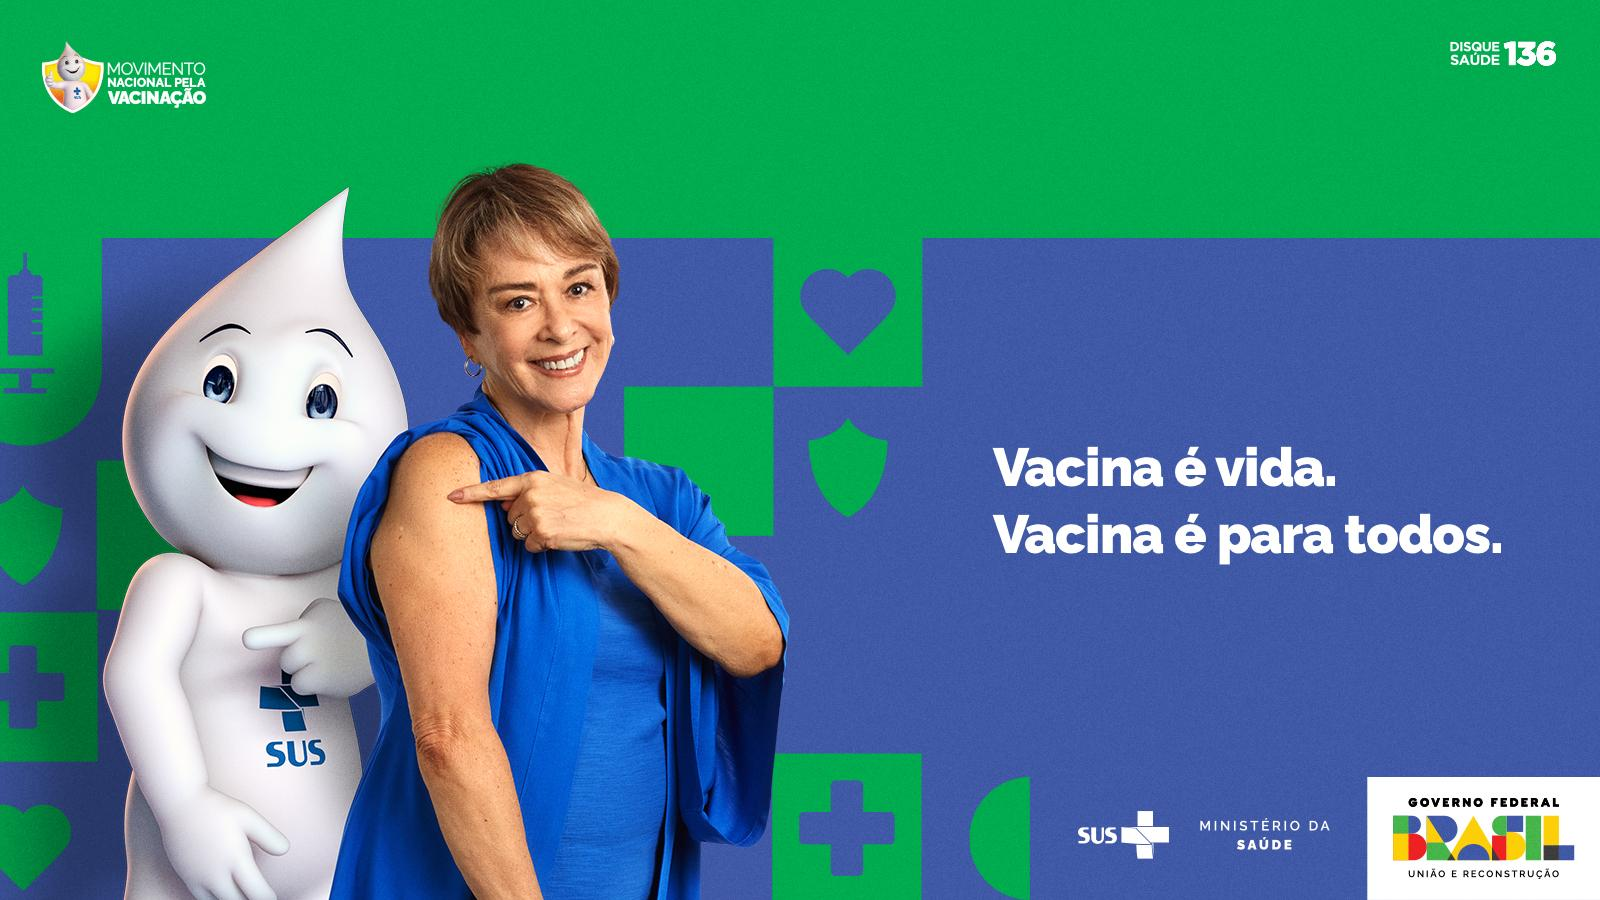 MOVIMENTO
NACIONAL PELA
VACINAÇÃO
DISQUE
SAÚDE 136
Vacina é vida.
Vacina é para todos.
SUS
SUS
MINISTÉRIO DA
SAÚDE
GOVERNO FEDERAL
BRASIL
UNIÃO E RECONSTRUÇÃO